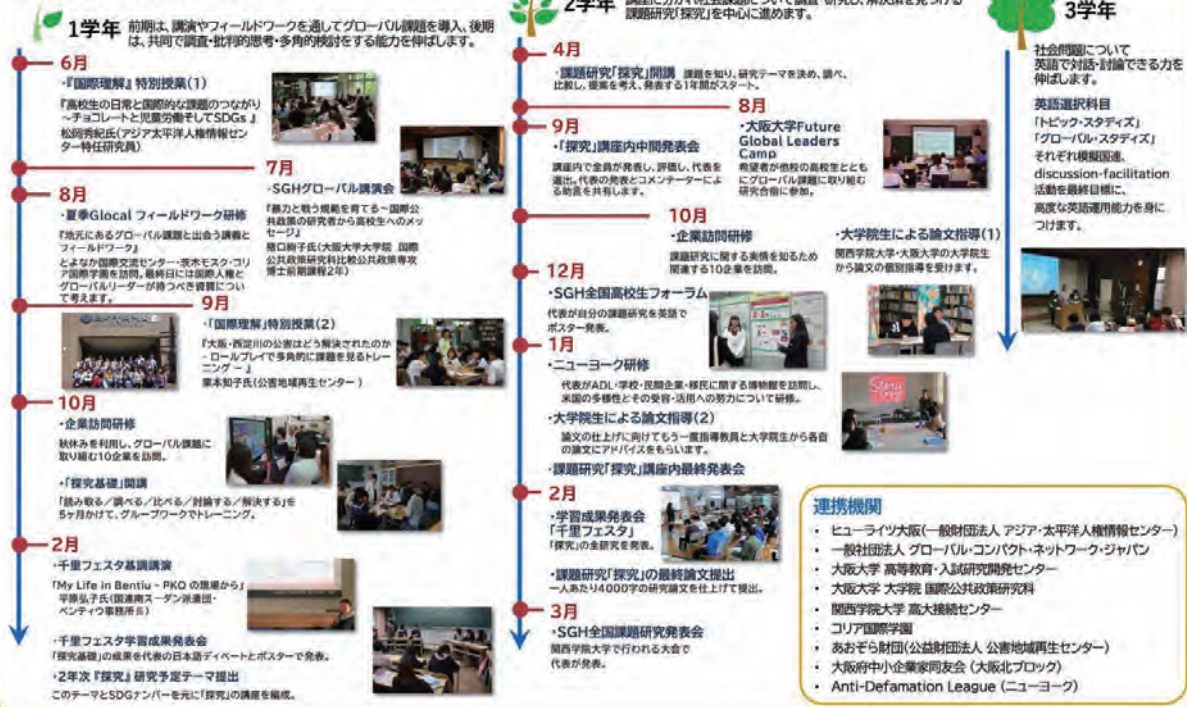 1学年
前期は、講演やフィールドワークを通してグローバル課題を導入、後期
は、共同で調査・批判的思考・多角的検討をする能力を伸ばします。
6月
・『国際理解』特別授業(1)
『高校生の日常と国際的な課題のつながり
~チョコレートと児童労働そしてSDGs 』
松岡秀紀氏(アジア太平洋人権情報セン
ター特任研究員)
7月
・SGHグローバル講演会
『暴力と戦う規範を育てる~国際公
共政策の研究者から高校生へのメッ
セージ』
猪口絢子氏(大阪大学大学院 国際
公共政策研究科比較公共政策専攻
博士前期課程2年)
8月
・夏季Glocal フィールドワーク研修
『地元にあるグローバル課題と出会う講義と
フィールドワーク』
とよなか国際交流センター・茨木モスク・コリ
ア国際学園を訪問。最終日には国際人権と
グローバルリーダーが持つべき資質につい
て考えます。
9月
・「国際理解」特別授業(2)
『大阪・西淀川の公害はどう解決されたのか
- ロールプレイで多角的に課題を見るトレー
ニング - 』
栗本知子氏(公害地域再生センター )
10月
・企業訪問研修
秋休みを利用し、グローバル課題に
取り組む10企業を訪問。
・「探究基礎」開講
「読み取る/調べる/比べる/討論する/解決する」を
5ヶ月かけて、グループワークでトレーニング。
2月
・千里フェスタ基調講演
「My Life in Bentiu - PKO の現場から」
平原弘子氏(国連南スーダン派遣団・
ベンティウ事務所長)
・千里フェスタ学習成果発表会
「探究基礎」の成果を代表の日本語ディベートとポスターで発表。
・2年次『探究』研究予定テーマ提出
このテーマとSDGナンバーを元に「探究」の講座を編成。
2学年
講座に分かれ社会課題について調査・研究し、解決策を見つける
課題研究「探究」を中心に進めます。
4月
・課題研究「探究」開講 課題を知り、研究テーマを決め、調べ、
比較し、提案を考え、発表する1年間がスタート。
8月
・大阪大学Future
Global Leaders
Camp
希望者が他校の高校生ととも
にグローバル課題に取り組む
研究合宿に参加。
9月
・「探究」講座内中間発表会
講座内で全員が発表し、評価し、代表を
選出。代表の発表とコメンテーターによ
る助言を共有します。
10月
・企業訪問研修
課題研究に関する実情を知るため
関連する10企業を訪問。
・大学院生による論文指導(1)
関西学院大学・大阪大学の大学院生
から論文の個別指導を受けます。
12月
・SGH全国高校生フォーラム
代表が自分の課題研究を英語で
ポスター発表。
1月
・ニューヨーク研修
代表がADL・学校・民間企業・移民に関する博物館を訪問し、
米国の多様性とその受容・活用への努力について研修。
・大学院生による論文指導(2)
論文の仕上げに向けてもう一度指導教員と大学院生から各自
の論文にアドバイスをもらいます。
・課題研究「探究」講座内最終発表会
2月
・学習成果発表会
「千里フェスタ」
「探究」の全研究を発表。
・課題研究「探究」の最終論文提出
一人あたり4000字の研究論文を仕上げて提出。
3月
・SGH全国課題研究発表会
関西学院大学で行われる大会で
代表が発表。
3学年
社会問題について
英語で対話・討論できる力を
伸ばします。
英語選択科目
「トピック・スタディズ」
「グローバル・スタディズ」
それぞれ模擬国連、
discussion-facilitation
活動を最終目標に、
高度な英語運用能力を身に
つけます。
連携機関
・ ヒューライツ大阪(一般財団法人 アジア・太平洋人権情報センター)
・ 一般社団法人 グローバル・コンパクト・ネットワーク・ジャパン
・ 大阪大学 高等教育・入試研究開発センター
・ 大阪大学 大学院 国際公共政策研究科
・ 関西学院大学 高大接続センター
・ コリア国際学園
・ あおぞら財団(公益財団法人 公害地域再生センター)
・ 大阪府中小企業家同友会 (大阪北ブロック)
・ Anti-Defamation League (ニューヨーク)